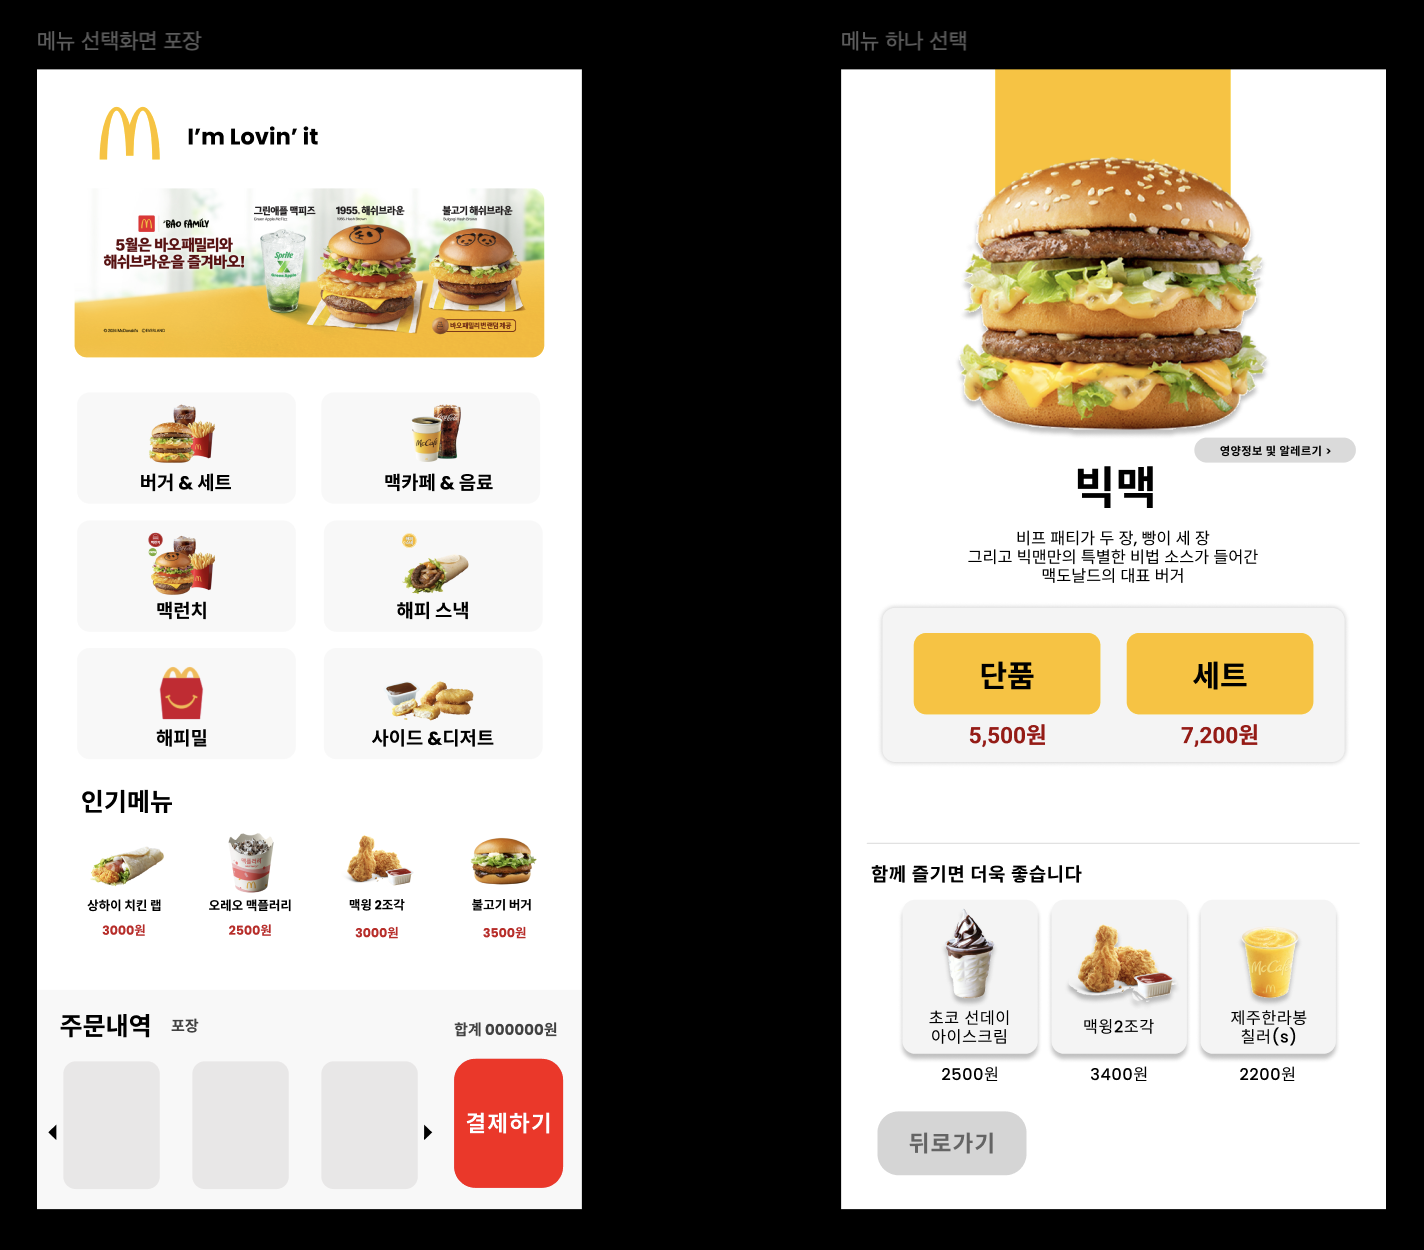 메뉴 선택화면 포장
I'm Lovin' it
'BAO FAMILY
5월은 바오패밀리와
해쉬브라운을 즐겨바오!
그린애플 맥피즈
1955. 해쉬브라운
불고기 해쉬브라운
Sprite
바오패밀리번 랜덤 제공
버거 & 세트
McCafé
Coca-Cola
맥카페 & 음료
맥런치
해피 스낵
해피밀
사이드 &디저트
인기메뉴
상하이 치킨 랩
오레오 맥플러리
맥윙 2조각
불고기 버거
3000원
2500원
3000원
3500원
주문내역 포장
합계 000000원
결제하기
메뉴 하나 선택
영양정보 및 알레르기 >
빅맥
비프 패티가 두 장, 빵이 세 장
그리고 빅맨만의 특별한 비법 소스가 들어간
맥도날드의 대표 버거
단품
세트
5,500원
7,200원
함께 즐기면 더욱 좋습니다
McCafé
초코 선데이
아이스크림
맥윙2조각
제주한라봉
칠러(s)
2500원
3400원
2200원
뒤로가기